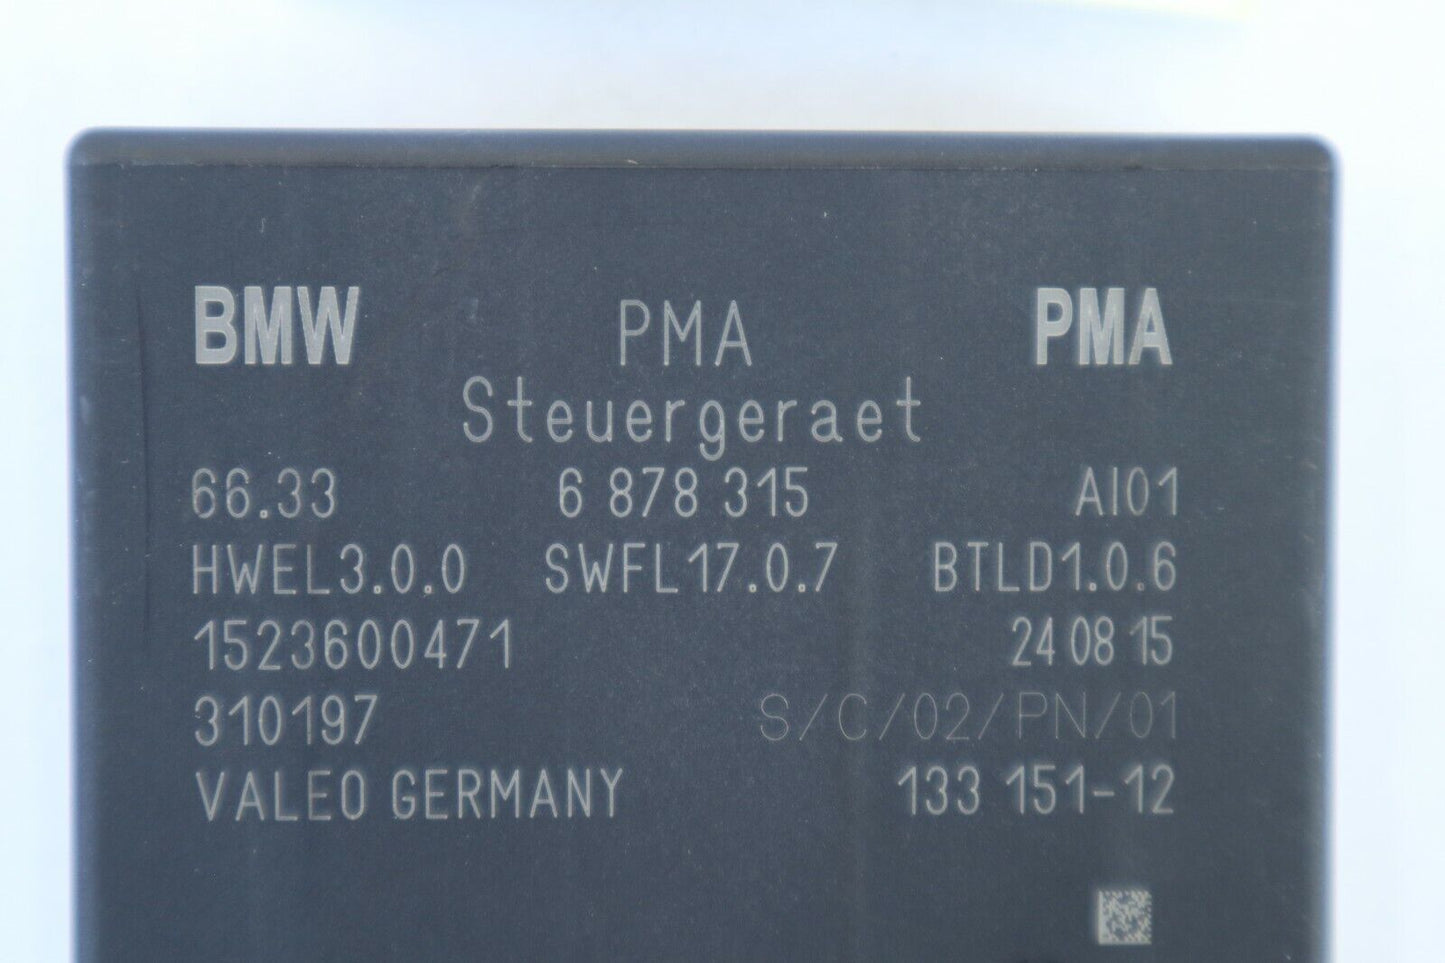 BMW PMA PMA
Steuergeraet
66.33 6 878 315 AI01
HWEL3.0.0 SWFL17.0.7 BTLD1.0.6
1523600471 24 08 15
310197 S/C/02/PN/01
VALEO GERMANY 133 151-12